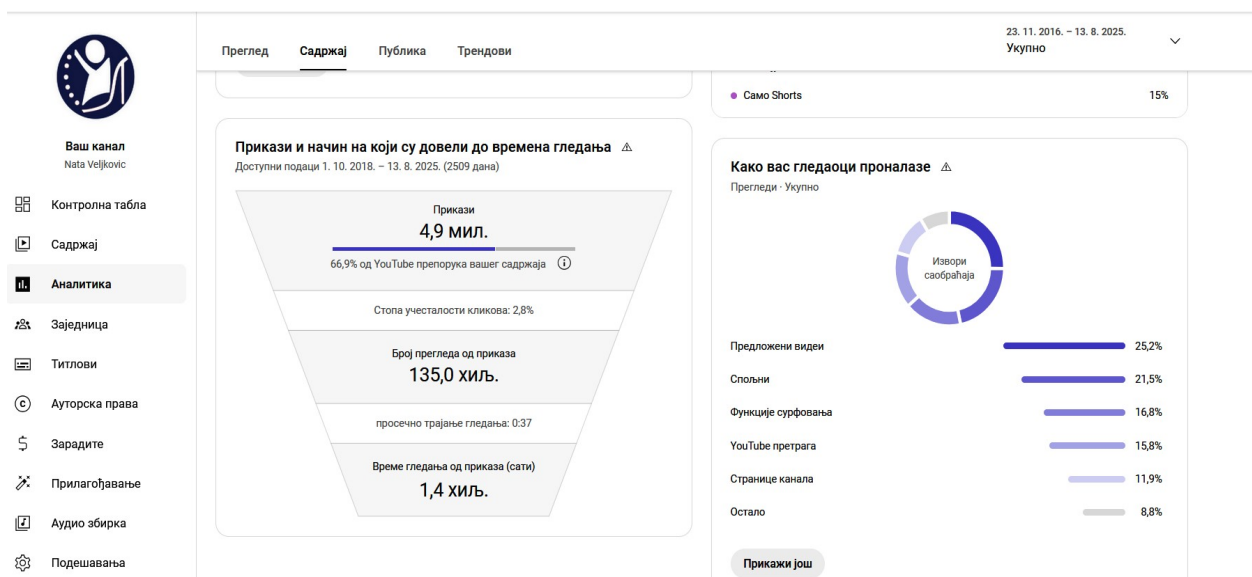 Ваш канал
Nata Veljkovic
Контролна табла
Садржај
Аналитика
Заједница
Титлови
Ауторска права
Зарадите
Прилагођавање
Аудио збирка
Подешавања
Преглед Садржај Публика Трендови
23. 11. 2016. – 13. 8. 2025.
Укупно
Само Shorts 15%
Прикази и начин на који су довели до времена гледања
Доступни подаци 1. 10. 2018. – 13. 8. 2025. (2509 дана)
Прикази
4,9 мил.
66,9% од YouTube препорука вашег садржаја
Стопа учесталости кликова: 2,8%
Број прегледа од приказа
135,0 хиљ.
просечно трајање гледања: 0:37
Време гледања од приказа (сати)
1,4 хиљ.
Како вас гледаоци проналазе
Прегледи · Укупно
Извори
саобраћаја
Предложени видеи 25,2%
Спољни 21,5%
Функције сурфовања 16,8%
YouTube претрага 15,8%
Странице канала 11,9%
Остало 8,8%
Прикажи још